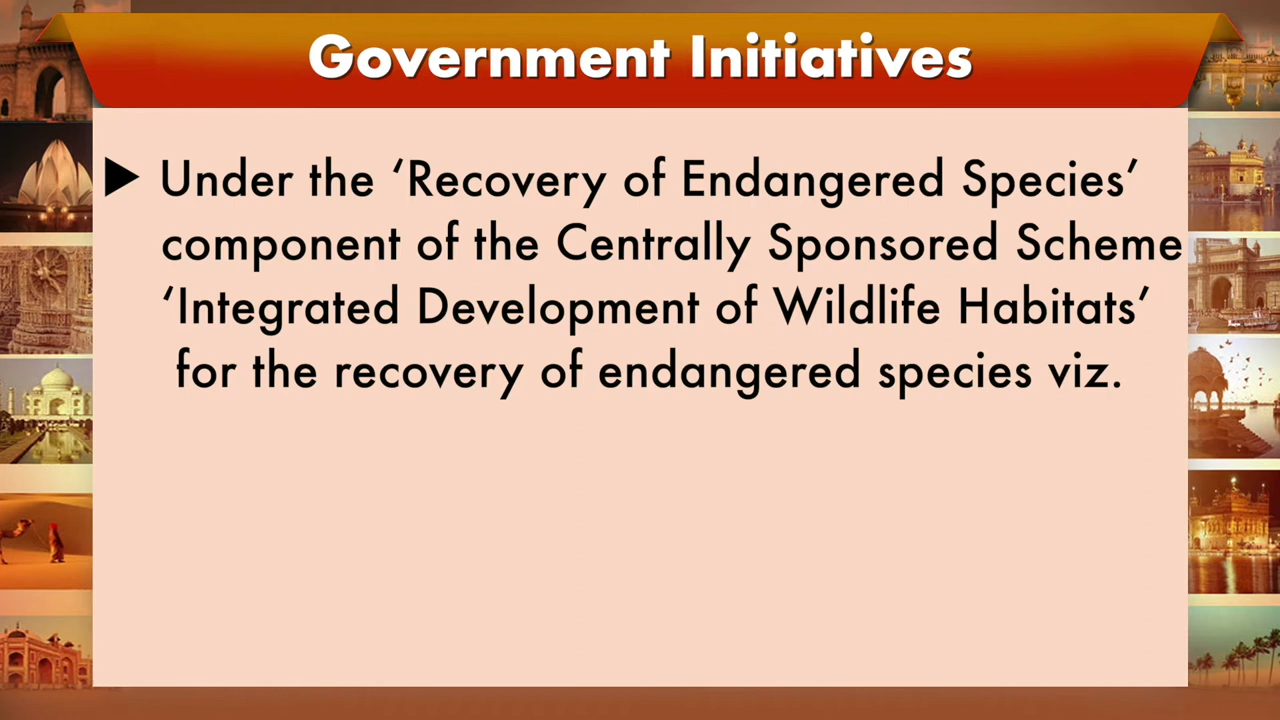 Government Initiatives
▶ Under the ‘Recovery of Endangered Species’
component of the Centrally Sponsored Scheme
‘Integrated Development of Wildlife Habitats’
for the recovery of endangered species viz.